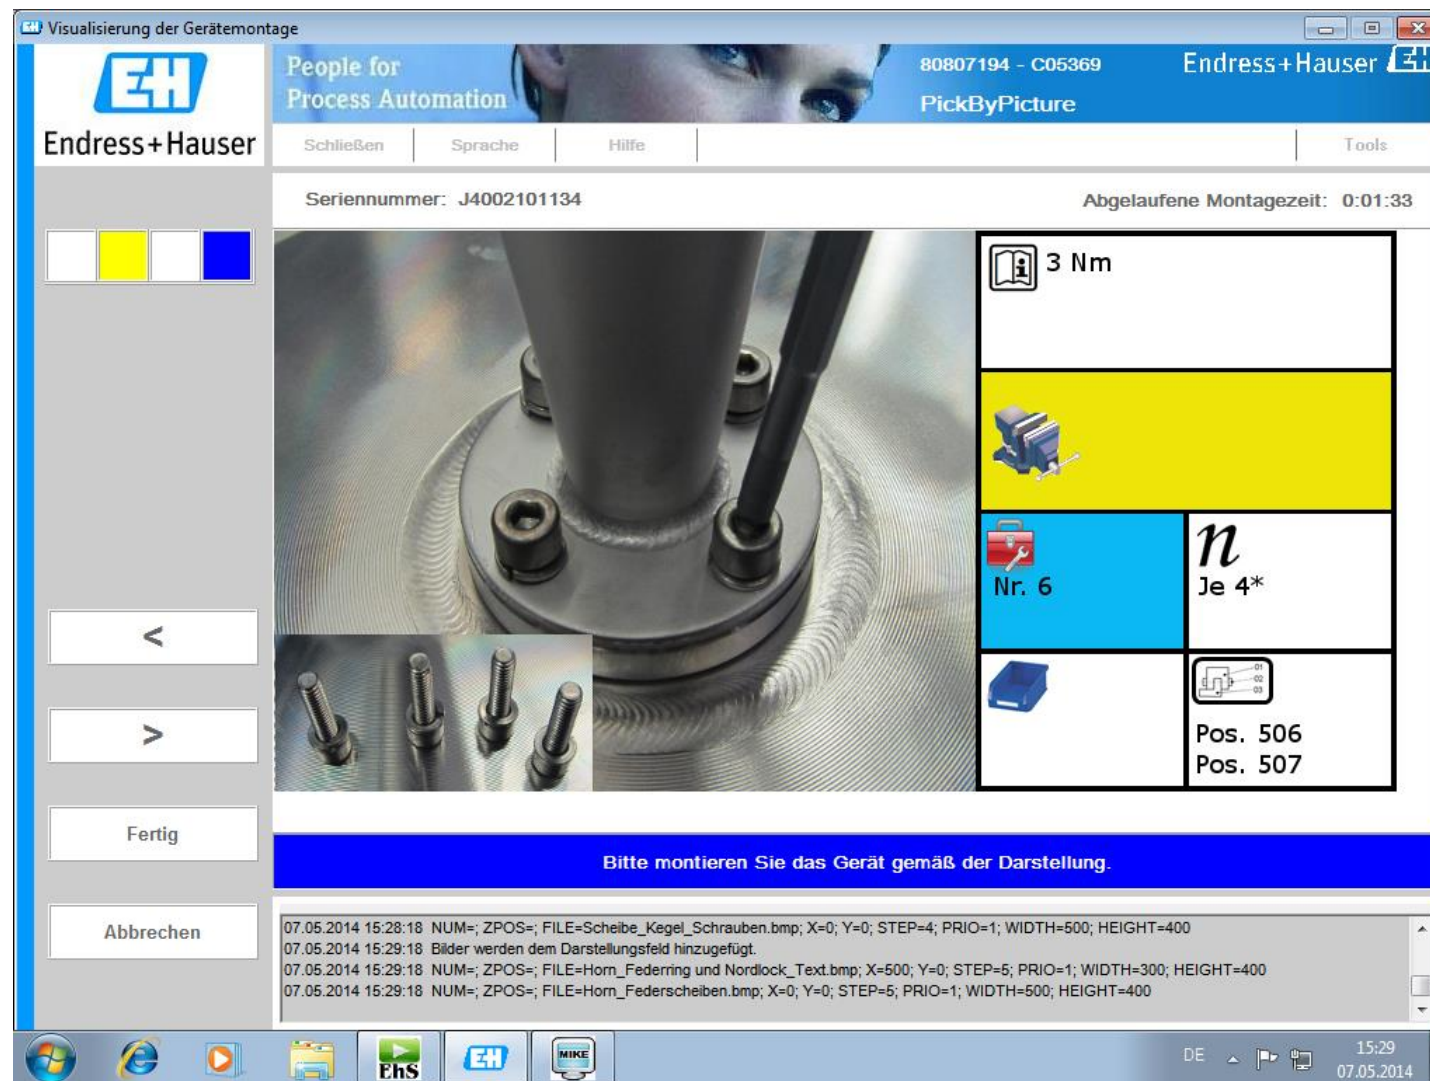 Visualisierung der Gerätemontage
EH
Endress+Hauser
People for
Process Automation
80807194 - C05369
PickByPicture
Endress+Hauser EH
Schließen Sprache Hilfe Tools
Seriennummer: J4002101134
Abgelaufene Montagezeit: 0:01:33
3 Nm
Nr. 6
n
Je 4*
01
02
03
Pos. 506
Pos. 507
<
>
Fertig
Abbrechen
Bitte montieren Sie das Gerät gemäß der Darstellung.
07.05.2014 15:28:18 NUM=; ZPOS=; FILE=Scheibe_Kegel_Schrauben.bmp; X=0; Y=0; STEP=4; PRIO=1; WIDTH=500; HEIGHT=400
07.05.2014 15:29:18 Bilder werden dem Darstellungsfeld hinzugefügt.
07.05.2014 15:29:18 NUM=; ZPOS=; FILE=Horn_Federring und Nordlock_Text.bmp; X=500; Y=0; STEP=5; PRIO=1; WIDTH=300; HEIGHT=400
07.05.2014 15:29:18 NUM=; ZPOS=; FILE=Horn_Federscheiben.bmp; X=0; Y=0; STEP=5; PRIO=1; WIDTH=500; HEIGHT=400
EhS
EH
MIKE
DE
15:29
07.05.2014